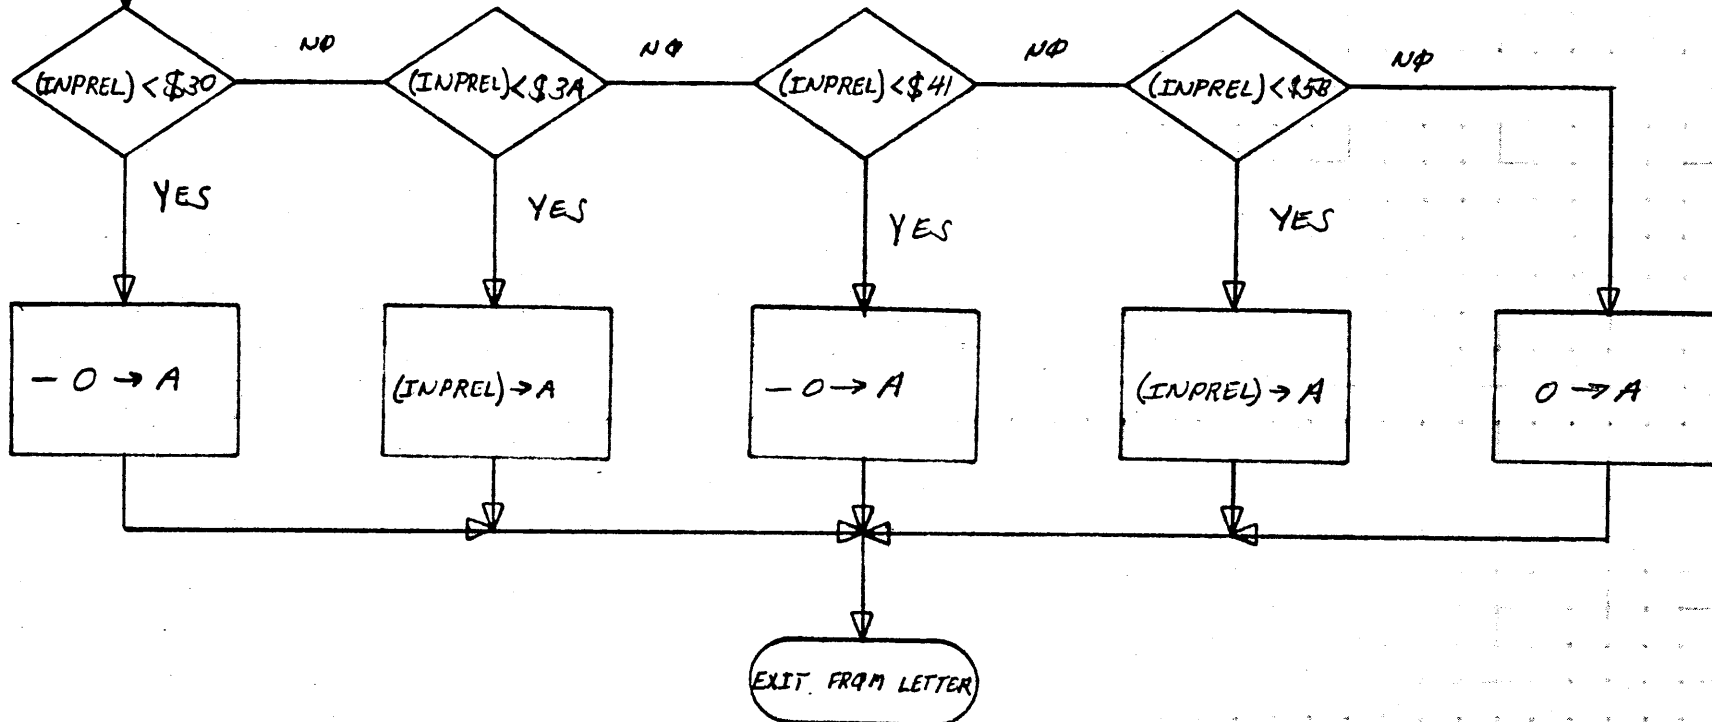 NO NO NO NO
(INPREL) < $30 (INPREL) < $3A (INPREL) < $41 (INPREL) < $5B
YES YES YES YES
- 0 → A (INPREL) → A - 0 → A (INPREL) → A 0 → A
EXIT FROM LETTER